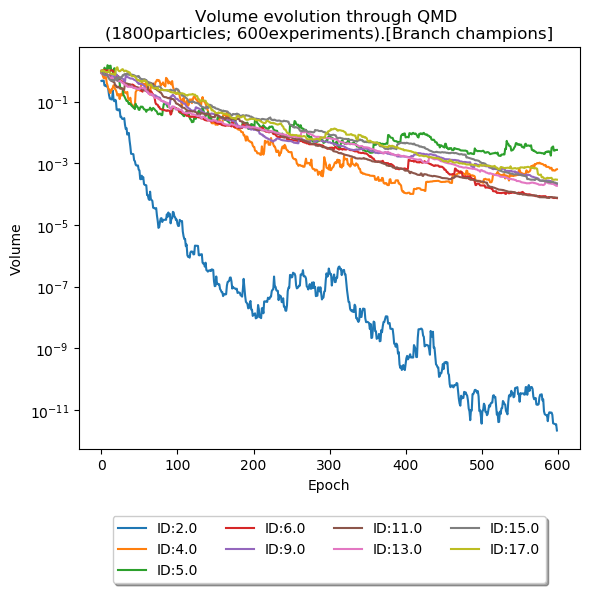 Volume evolution through QMD
(1800particles; 600experiments).[Branch champions]
Volume
10⁻¹
10⁻³
10⁻⁵
10⁻⁷
10⁻⁹
10⁻¹¹
0 100 200 300 400 500 600
Epoch
ID:2.0 ID:6.0 ID:11.0 ID:15.0
ID:4.0 ID:9.0 ID:13.0 ID:17.0
ID:5.0